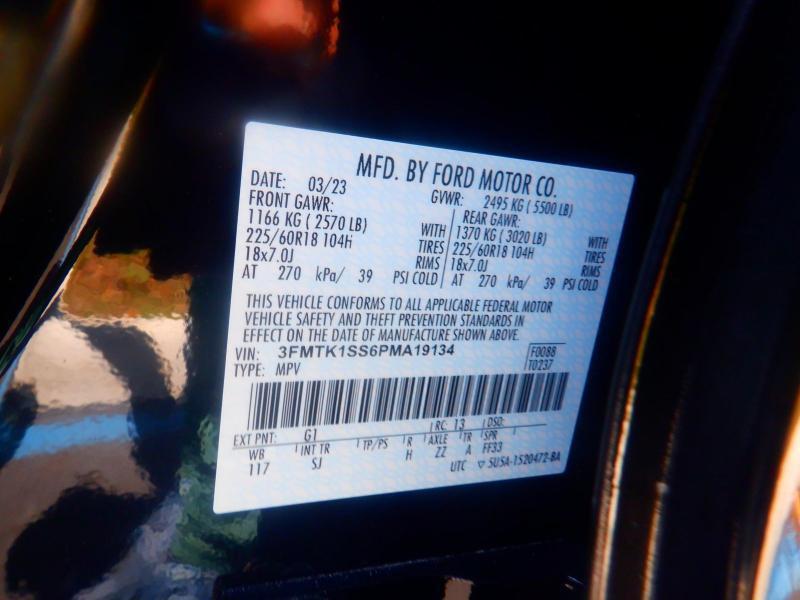 MFD. BY FORD MOTOR CO.
DATE: 03/23 GVWR: 2495 KG ( 5500 LB)
FRONT GAWR: REAR GAWR:
1166 KG ( 2570 LB) WITH 1370 KG ( 3020 LB) WITH
225/60R18 104H TIRES 225/60R18 104H TIRES
18x7.0J RIMS 18x7.0J RIMS
AT 270 kPa/ 39 PSI COLD AT 270 kPa/ 39 PSI COLD
THIS VEHICLE CONFORMS TO ALL APPLICABLE FEDERAL MOTOR
VEHICLE SAFETY AND THEFT PREVENTION STANDARDS IN
EFFECT ON THE DATE OF MANUFACTURE SHOWN ABOVE.
VIN: 3FMTK1SS6PMA19134 F0088
TYPE: MPV T0237
EXT PNT: G1 RC: 13 DSO:
WB INT TR TP/PS R AXLE TR SPR
117 SJ H ZZ A FF33
UTC ▽ 5U5A-1520472-BA